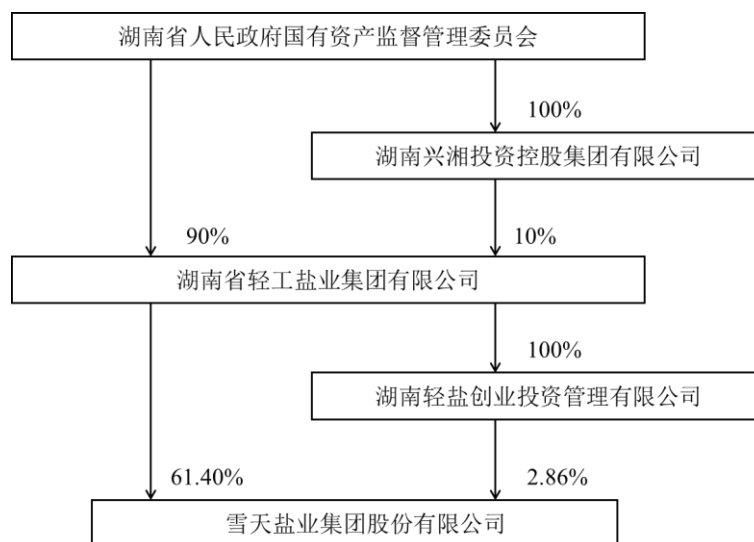 湖南省人民政府国有资产监督管理委员会
100%
湖南兴湘投资控股集团有限公司
90%
10%
湖南省轻工盐业集团有限公司
100%
湖南轻盐创业投资管理有限公司
61.40%
2.86%
雪天盐业集团股份有限公司